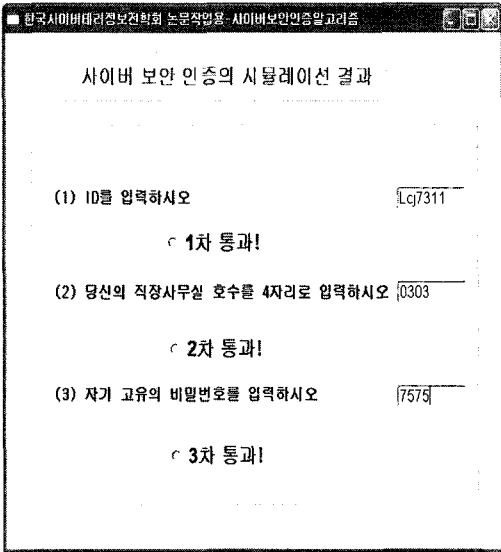 한국사이버테러정보전학회 논문작업용-사이버보안인증알고리즘
사이버 보안 인증의 시뮬레이션 결과
(1) ID를 입력하시오 Lcj7311
1차 통과!
(2) 당신의 직장사무실 호수를 4자리로 입력하시오 0303
2차 통과!
(3) 자기 고유의 비밀번호를 입력하시오 7575
3차 통과!